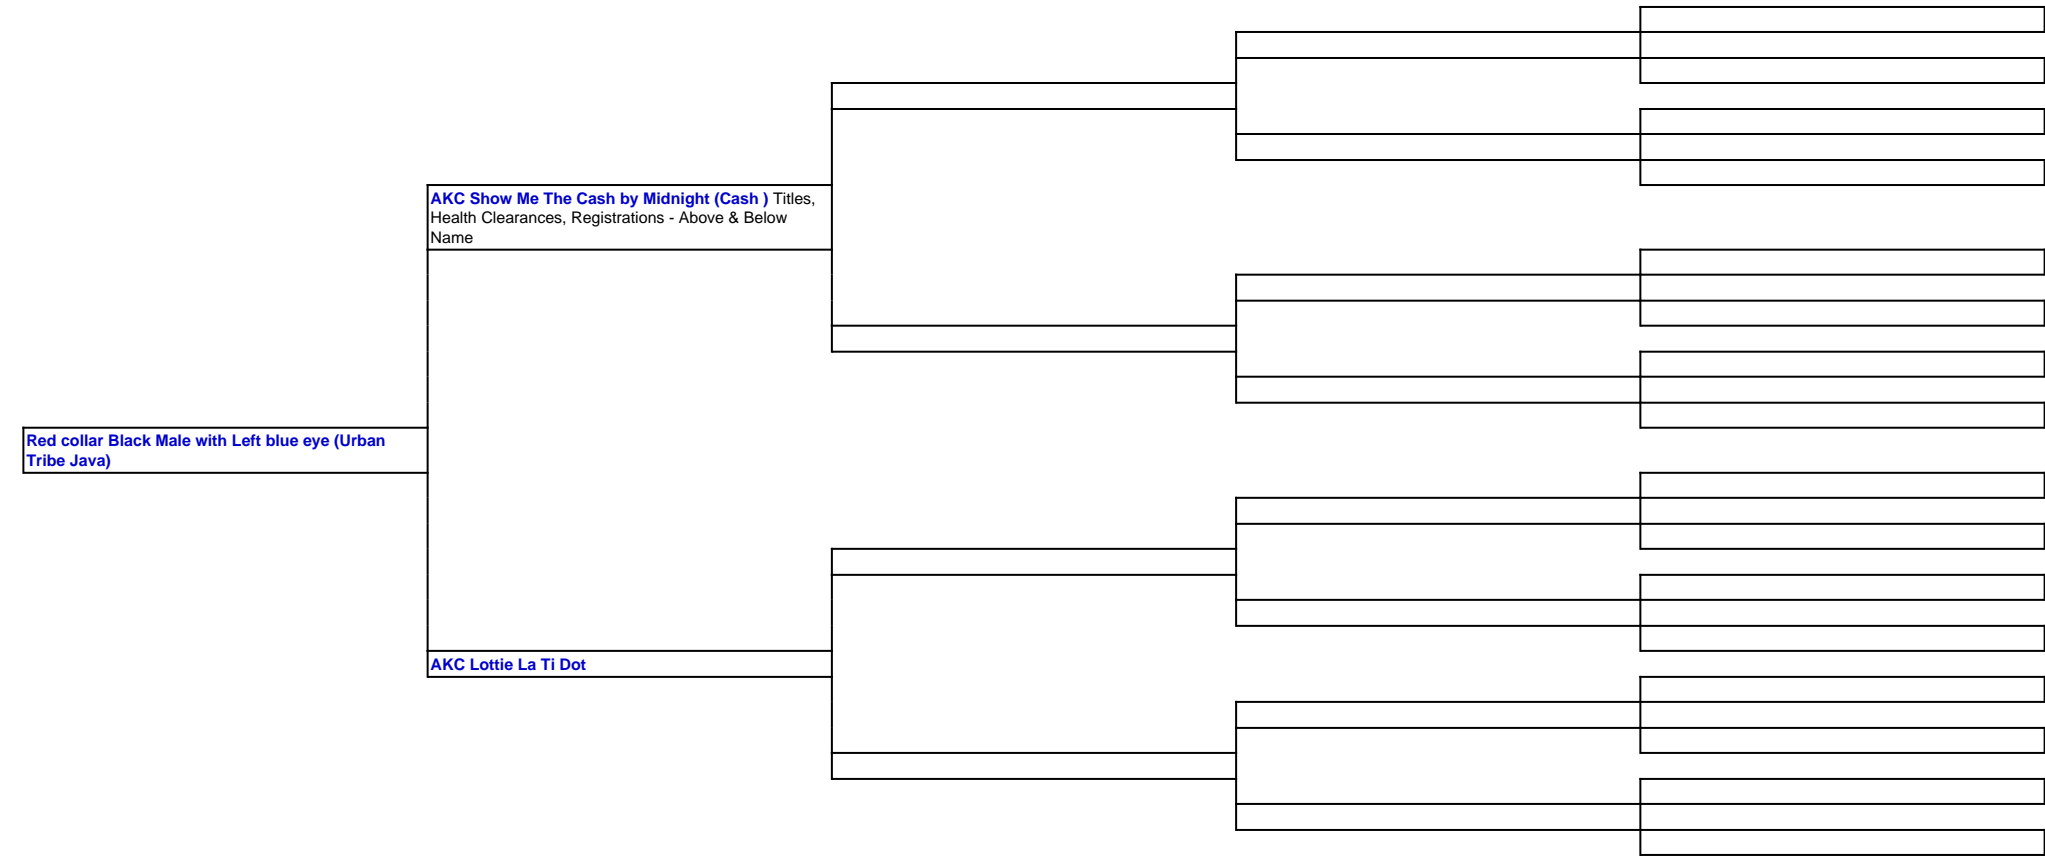 AKC Show Me The Cash by Midnight (Cash ) Titles,
Health Clearances, Registrations - Above & Below
Name
Red collar Black Male with Left blue eye (Urban
Tribe Java)
AKC Lottie La Ti Dot